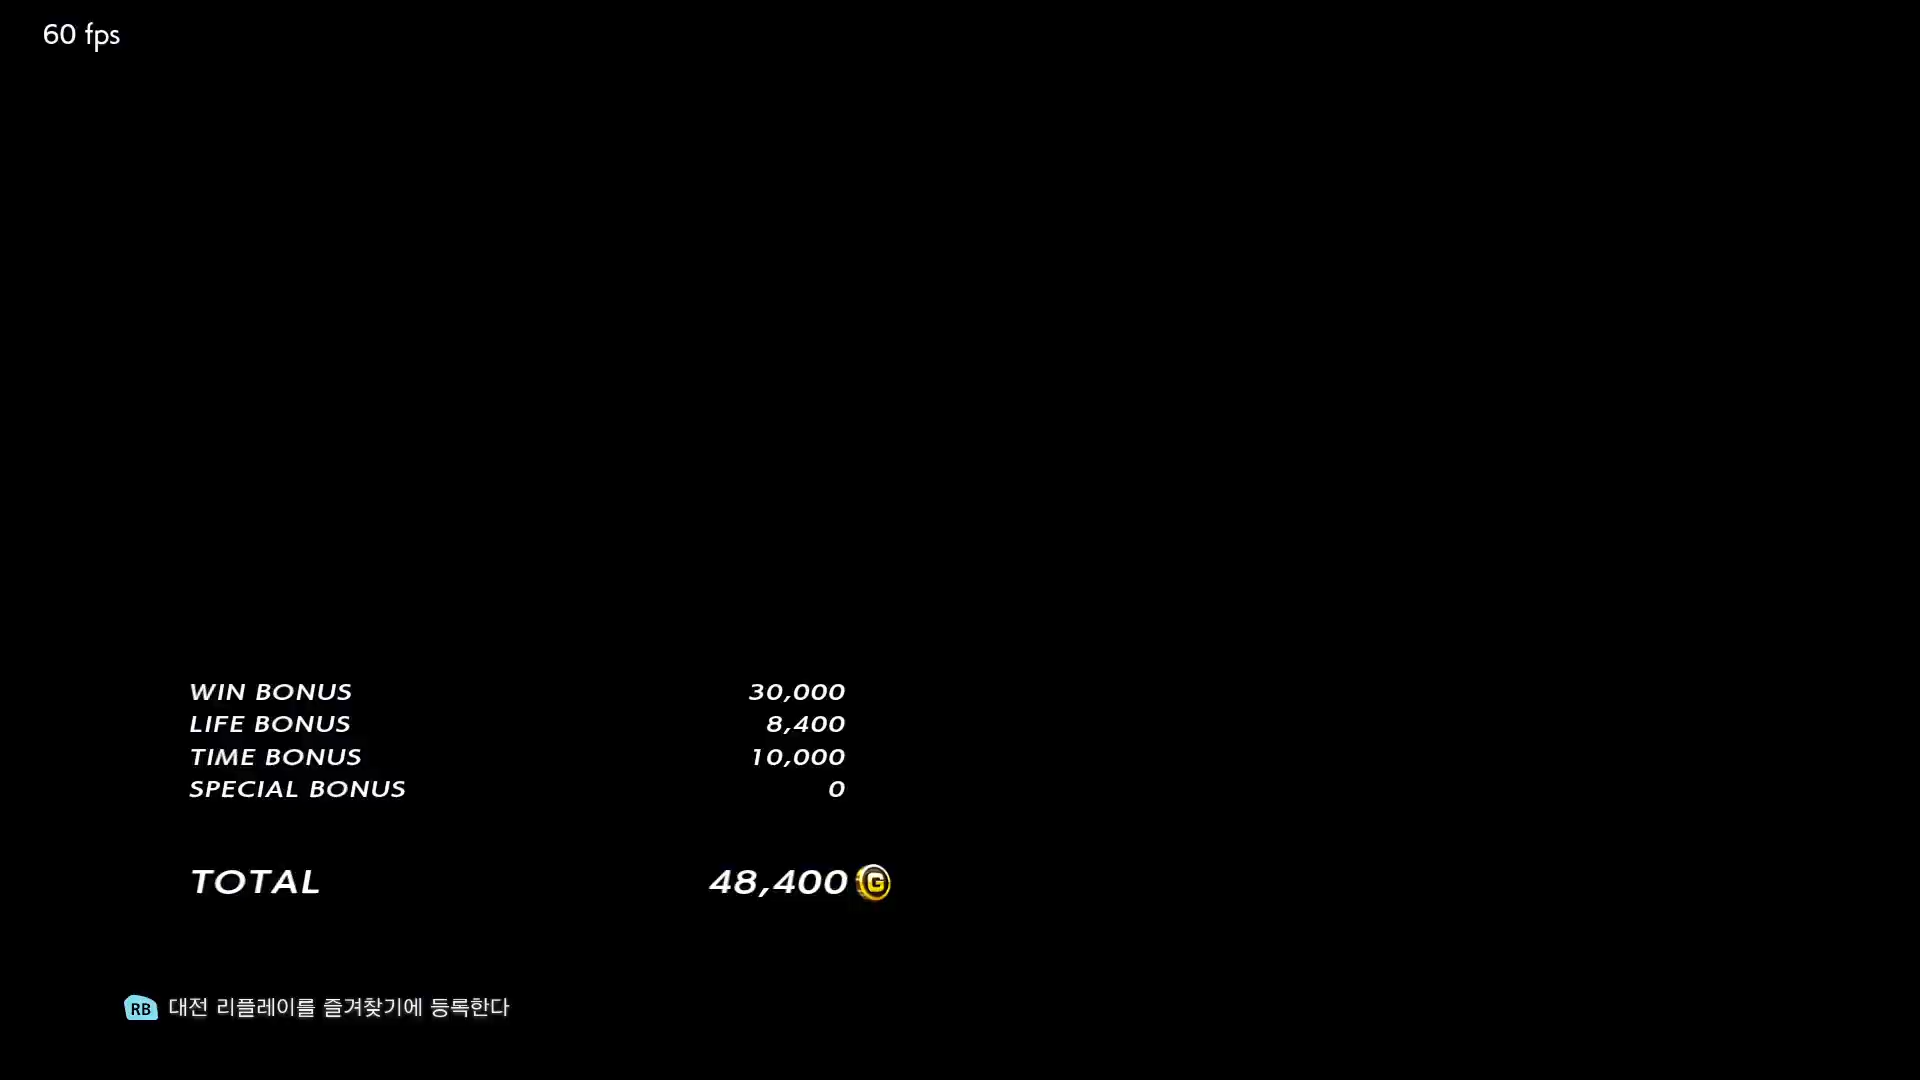 60 fps
WIN BONUS 30,000
LIFE BONUS 8,400
TIME BONUS 10,000
SPECIAL BONUS 0
TOTAL 48,400 G
RB 대전 리플레이를 즐겨찾기에 등록한다